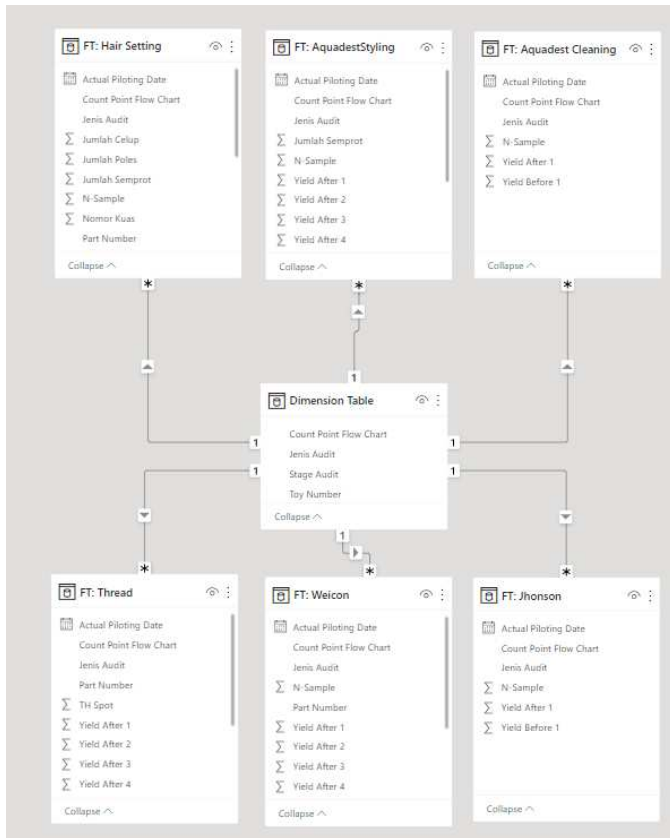 FT: Hair Setting
Actual Piloting Date
Count Point Flow Chart
Jenis Audit
Σ Jumlah Celup
Σ Jumlah Poles
Σ Jumlah Semprot
Σ N-Sample
Σ Nomor Kuas
Part Number
Collapse
FT: AquadestStyling
Actual Piloting Date
Count Point Flow Chart
Jenis Audit
Σ Jumlah Semprot
Σ N-Sample
Σ Yield After 1
Σ Yield After 2
Σ Yield After 3
Σ Yield After 4
Collapse
FT: Aquadest Cleaning
Actual Piloting Date
Count Point Flow Chart
Jenis Audit
Σ N-Sample
Σ Yield After 1
Σ Yield Before 1
Collapse
* * *
1
1 1
Dimension Table
Count Point Flow Chart
Jenis Audit
Stage Audit
Toy Number
Collapse
1 1
1
* * *
FT: Thread
Actual Piloting Date
Count Point Flow Chart
Jenis Audit
Part Number
Σ TH Spot
Σ Yield After 1
Σ Yield After 2
Σ Yield After 3
Σ Yield After 4
Collapse
FT: Weicon
Actual Piloting Date
Count Point Flow Chart
Jenis Audit
Σ N-Sample
Part Number
Σ Yield After 1
Σ Yield After 2
Σ Yield After 3
Σ Yield After 4
Collapse
FT: Jhonson
Actual Piloting Date
Count Point Flow Chart
Jenis Audit
Σ N-Sample
Σ Yield After 1
Σ Yield Before 1
Collapse